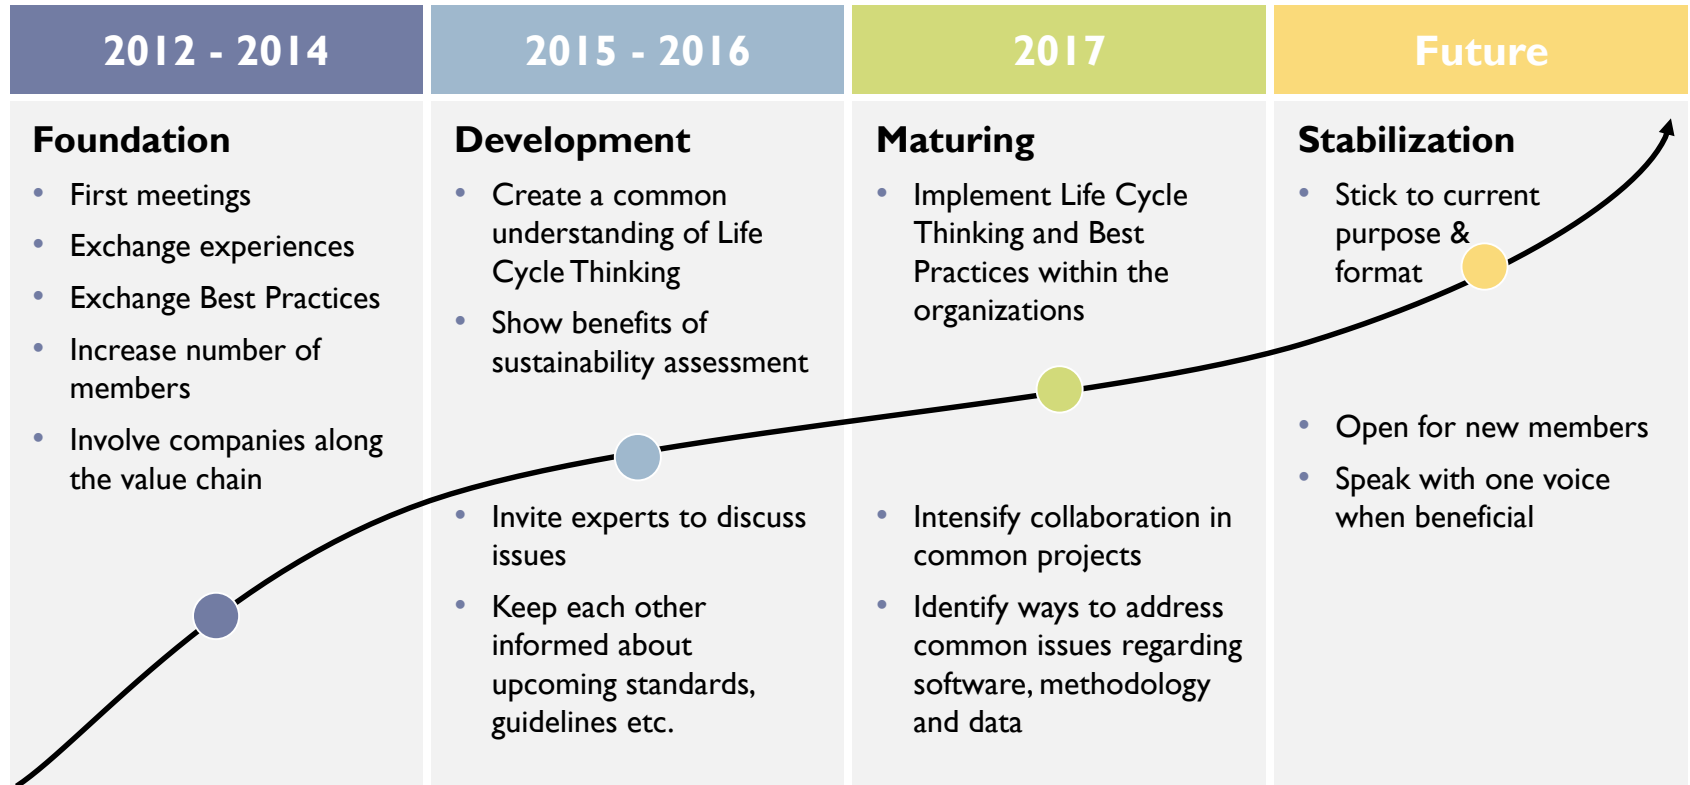 2012 - 2014
Foundation
• First meetings
• Exchange experiences
• Exchange Best Practices
• Increase number of
members
• Involve companies along
the value chain
2015 - 2016
Development
• Create a common
understanding of Life
Cycle Thinking
• Show benefits of
sustainability assessment
• Invite experts to discuss
issues
• Keep each other
informed about
upcoming standards,
guidelines etc.
2017
Maturing
• Implement Life Cycle
Thinking and Best
Practices within the
organizations
• Intensify collaboration in
common projects
• Identify ways to address
common issues regarding
software, methodology
and data
Future
Stabilization
• Stick to current
purpose &
format
• Open for new members
• Speak with one voice
when beneficial